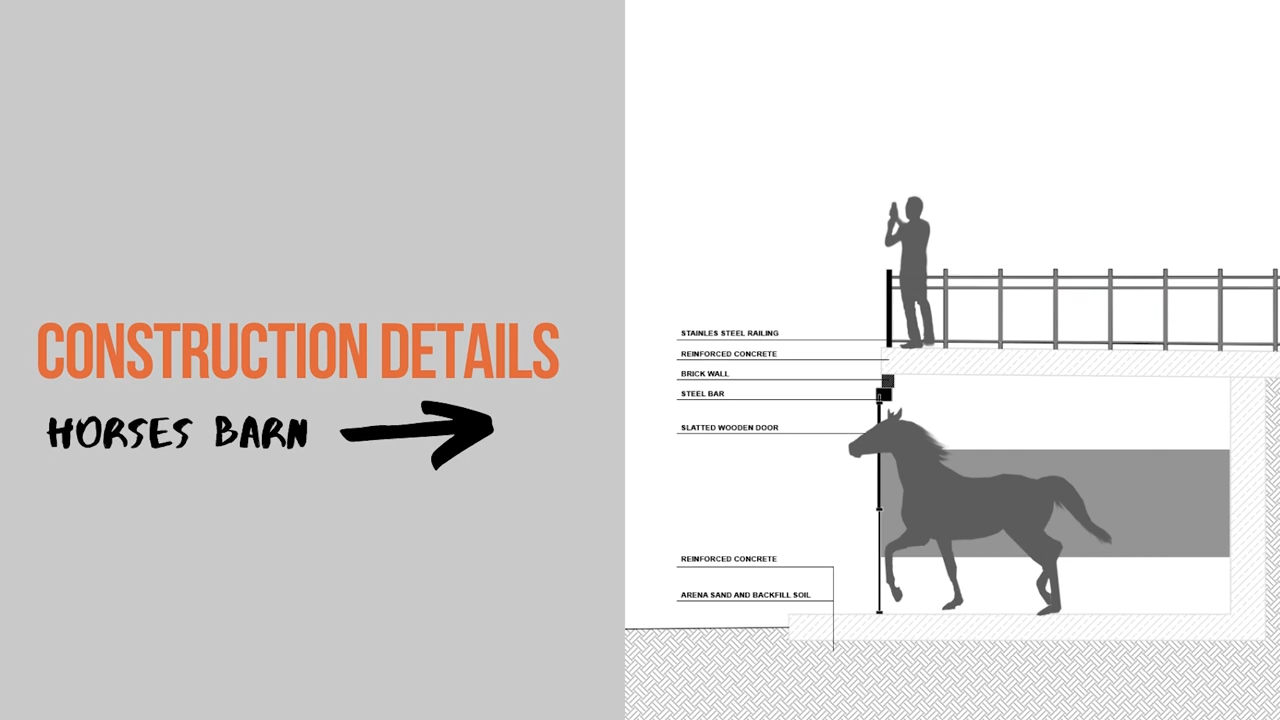 CONSTRUCTION DETAILS
HORSES BARN
STAINLES STEEL RAILING
REINFORCED CONCRETE
BRICK WALL
STEEL BAR
SLATTED WOODEN DOOR
REINFORCED CONCRETE
ARENA SAND AND BACKFILL SOIL